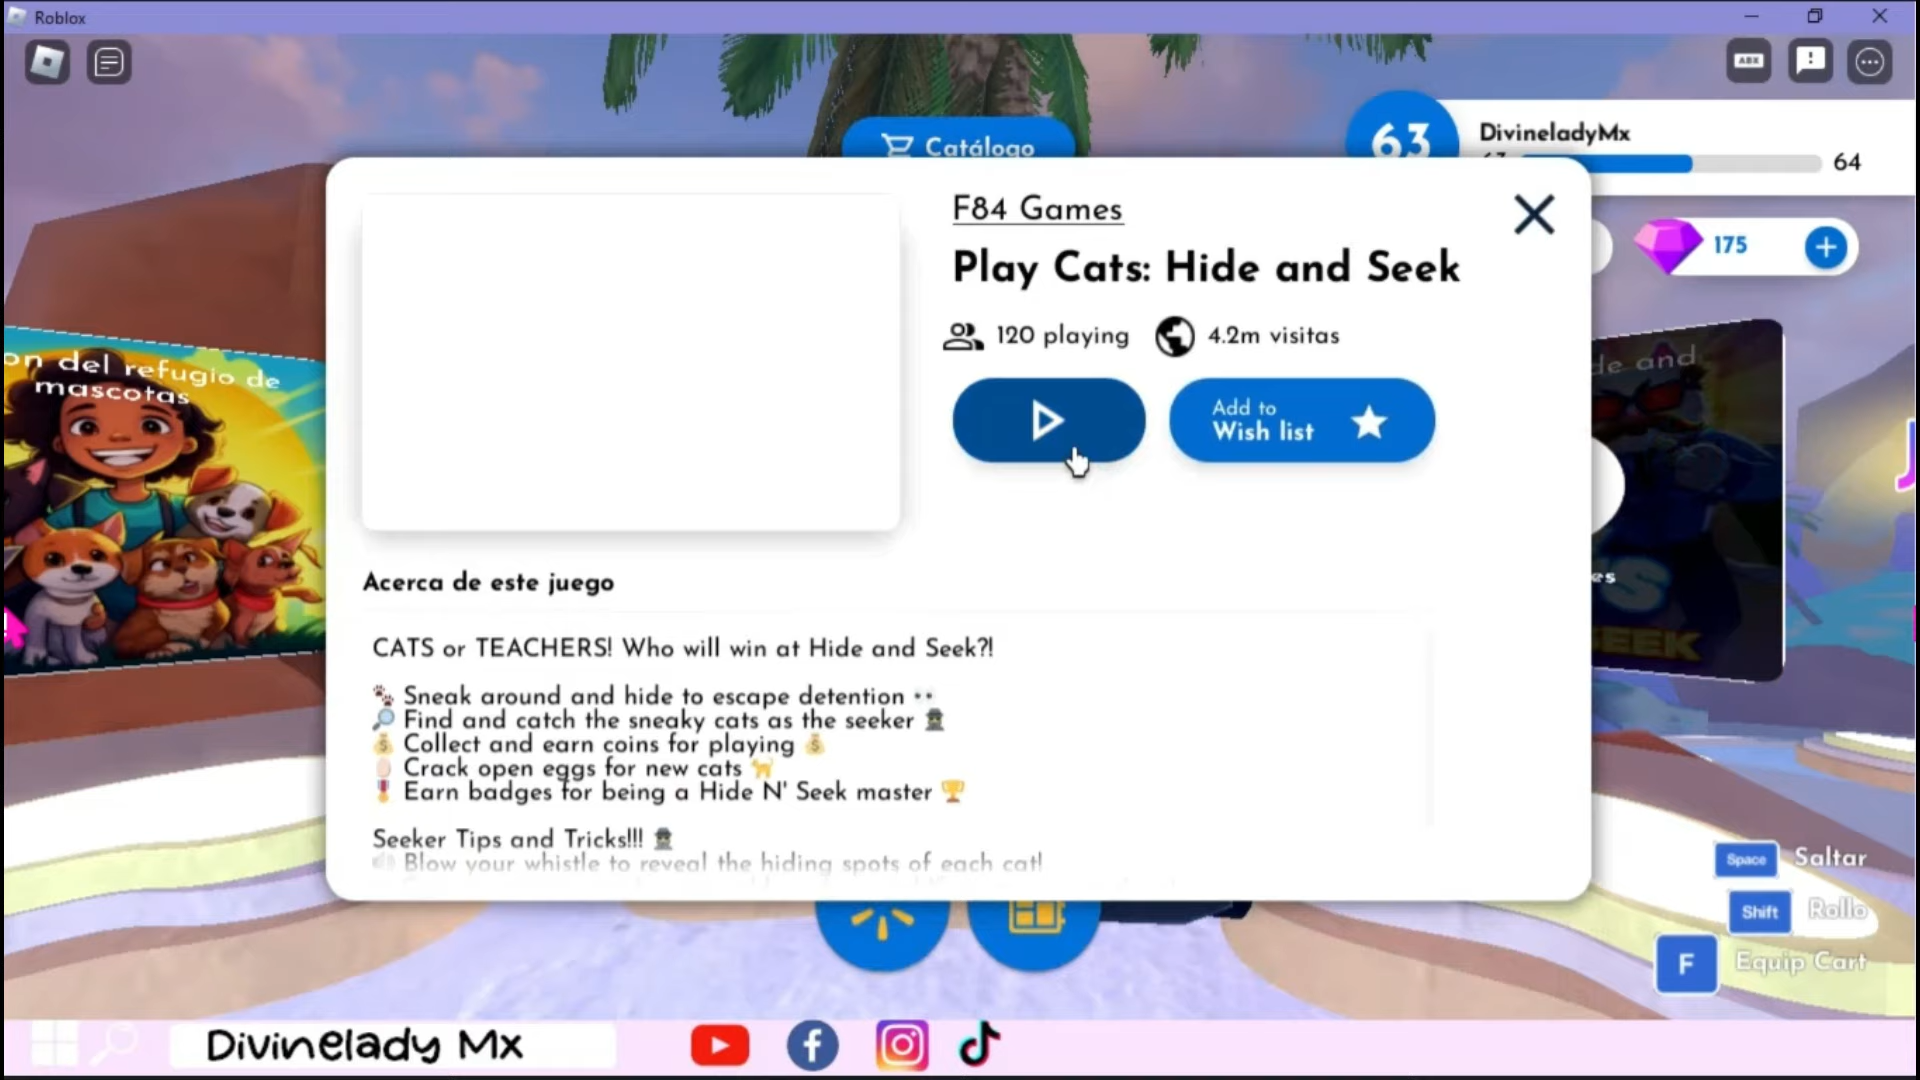 Roblox
ABX
Catálogo
63
DivineladyMx
64
F84 Games
175
Play Cats: Hide and Seek
120 playing
4.2m visitas
on del refugio de
mascotas
de and
Add to
Wish list
es
Acerca de este juego
SEEK
CATS or TEACHERS! Who will win at Hide and Seek?!
Sneak around and hide to escape detention
Find and catch the sneaky cats as the seeker
Collect and earn coins for playing
Crack open eggs for new cats
Earn badges for being a Hide N' Seek master
Seeker Tips and Tricks!!!
Blow your whistle to reveal the hiding spots of each cat!
Space Saltar
Shift Rollo
F Equip Cart
Divinelady Mx